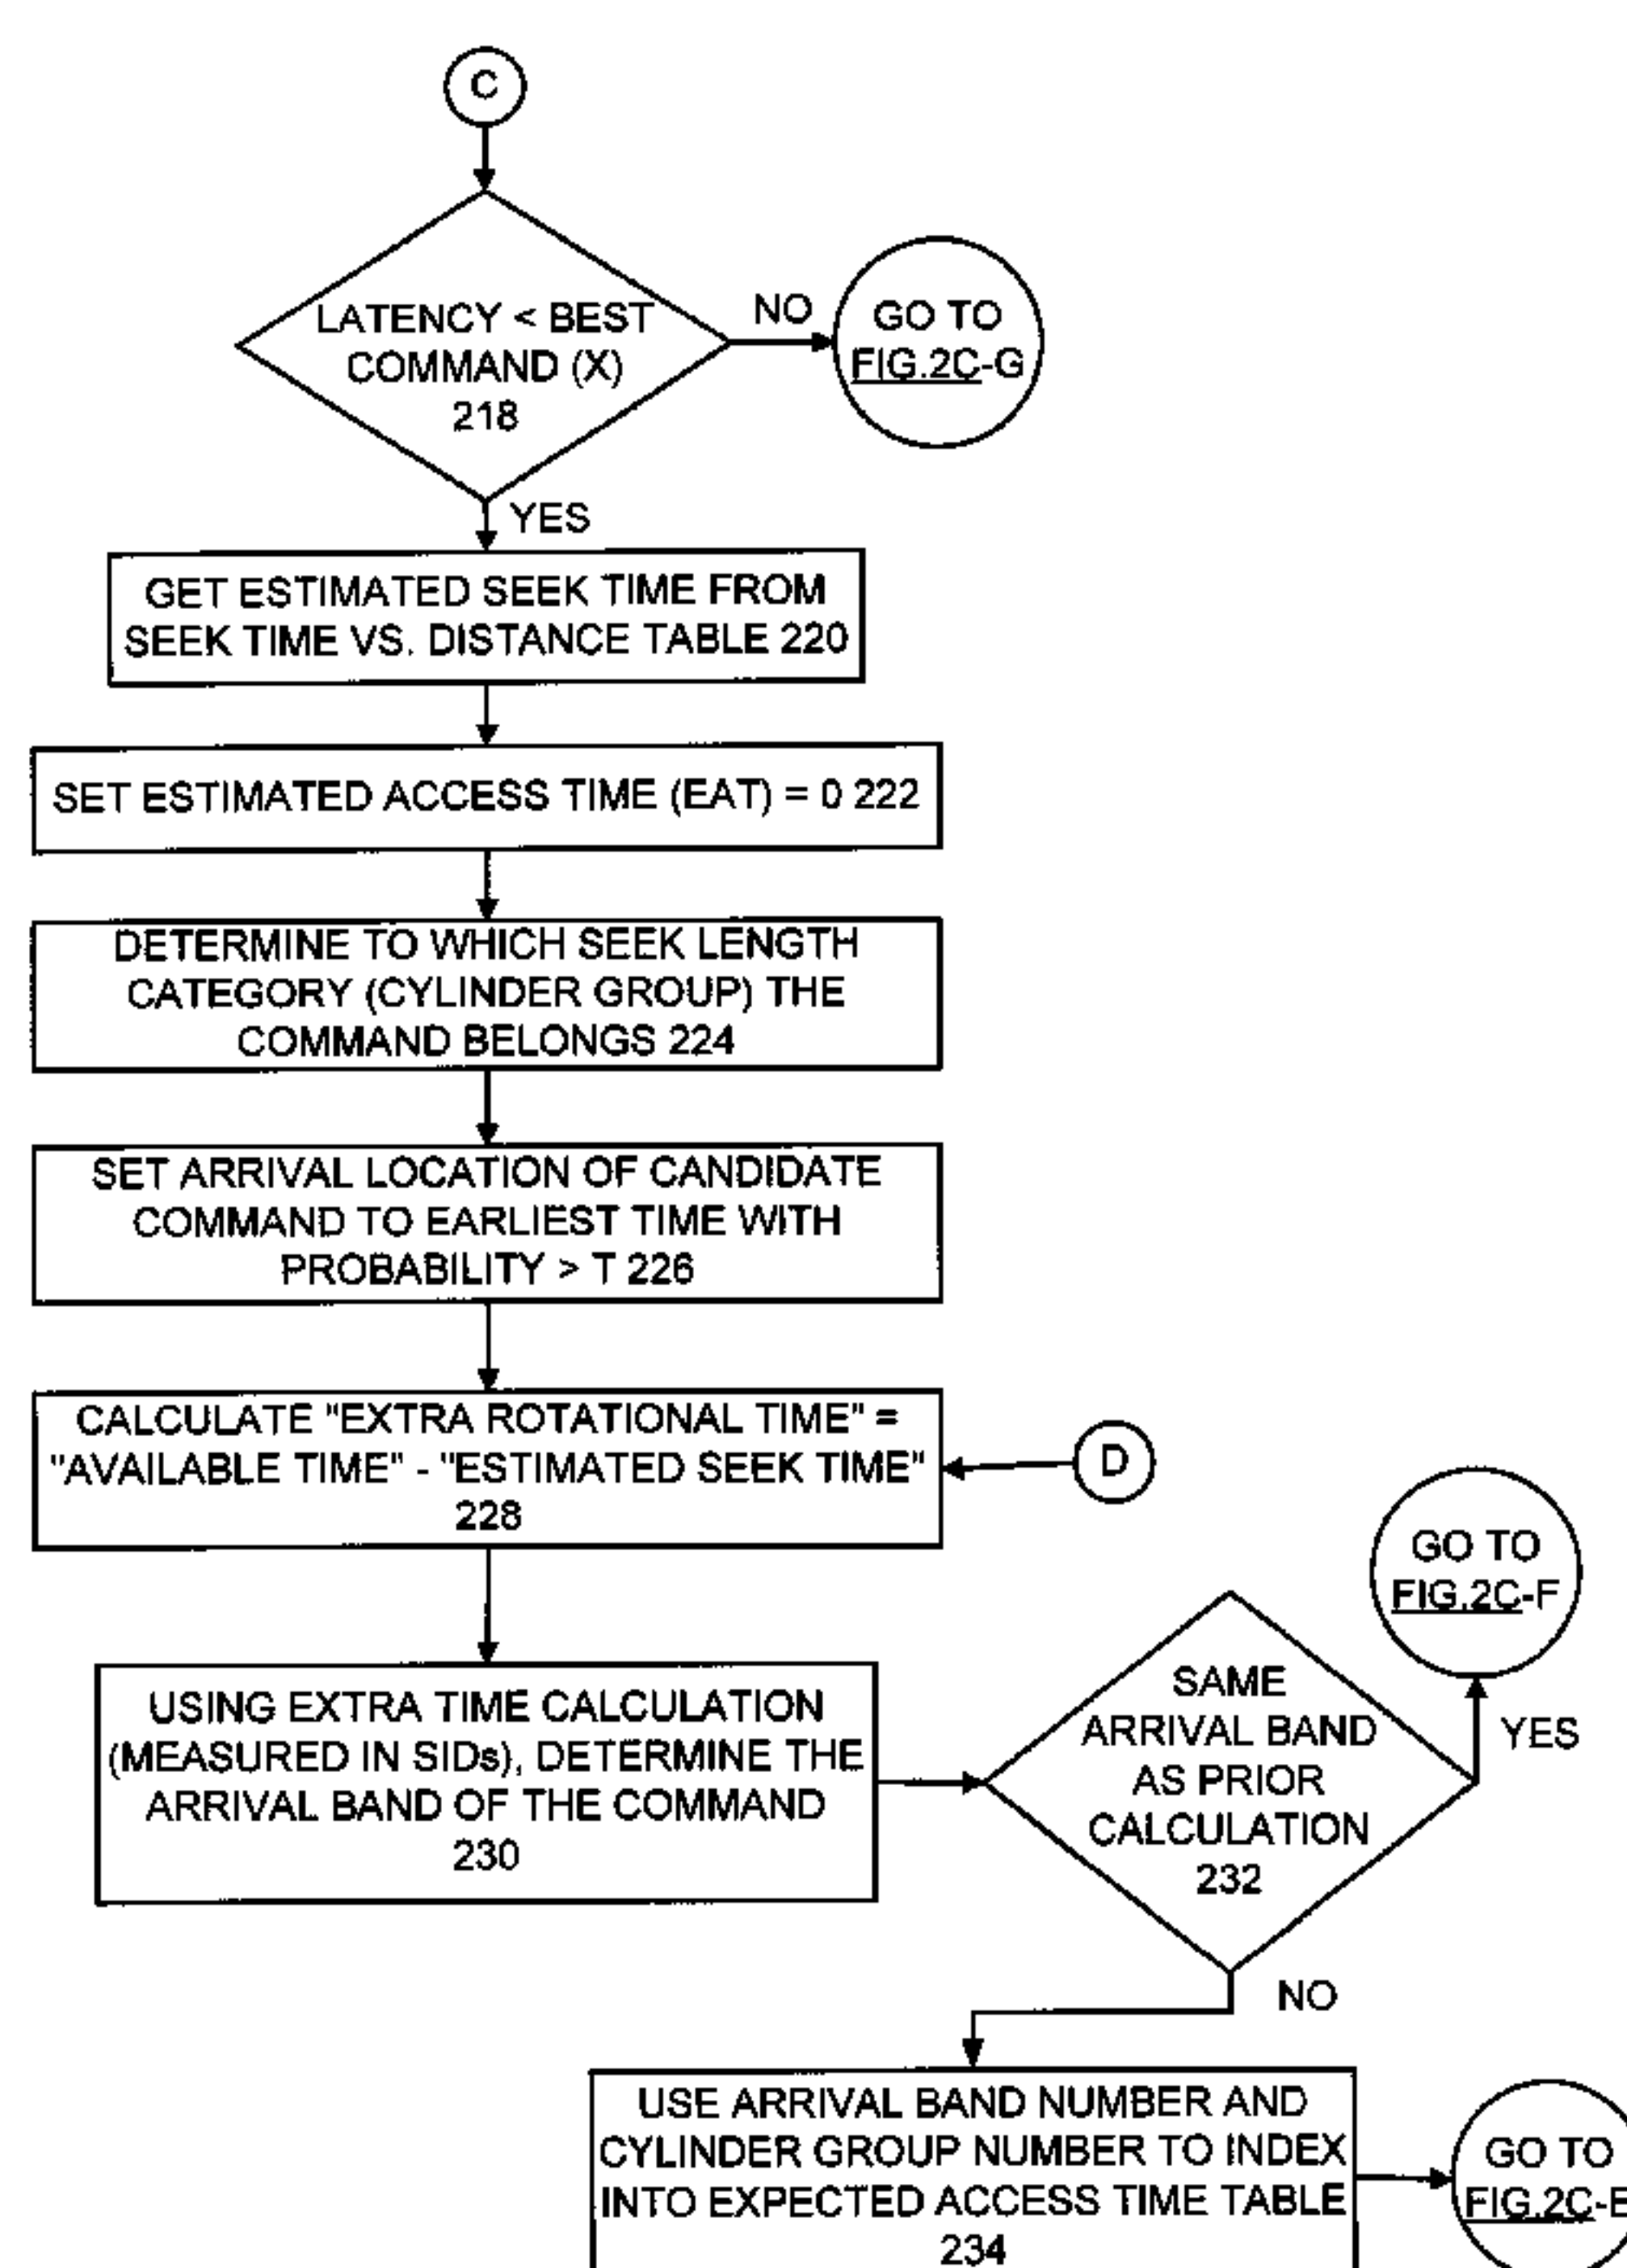 C
LATENCY < BEST
COMMAND (X)
218
NO
GO TO
FIG.2C-G
YES
GET ESTIMATED SEEK TIME FROM
SEEK TIME VS. DISTANCE TABLE 220
SET ESTIMATED ACCESS TIME (EAT) = 0 222
DETERMINE TO WHICH SEEK LENGTH
CATEGORY (CYLINDER GROUP) THE
COMMAND BELONGS 224
SET ARRIVAL LOCATION OF CANDIDATE
COMMAND TO EARLIEST TIME WITH
PROBABILITY > T 226
CALCULATE "EXTRA ROTATIONAL TIME" =
"AVAILABLE TIME" - "ESTIMATED SEEK TIME"
228
D
USING EXTRA TIME CALCULATION
(MEASURED IN SIDs), DETERMINE THE
ARRIVAL BAND OF THE COMMAND
230
SAME
ARRIVAL BAND
AS PRIOR
CALCULATION
232
GO TO
FIG.2C-F
YES
NO
USE ARRIVAL BAND NUMBER AND
CYLINDER GROUP NUMBER TO INDEX
INTO EXPECTED ACCESS TIME TABLE
234
GO TO
FIG.2C-E